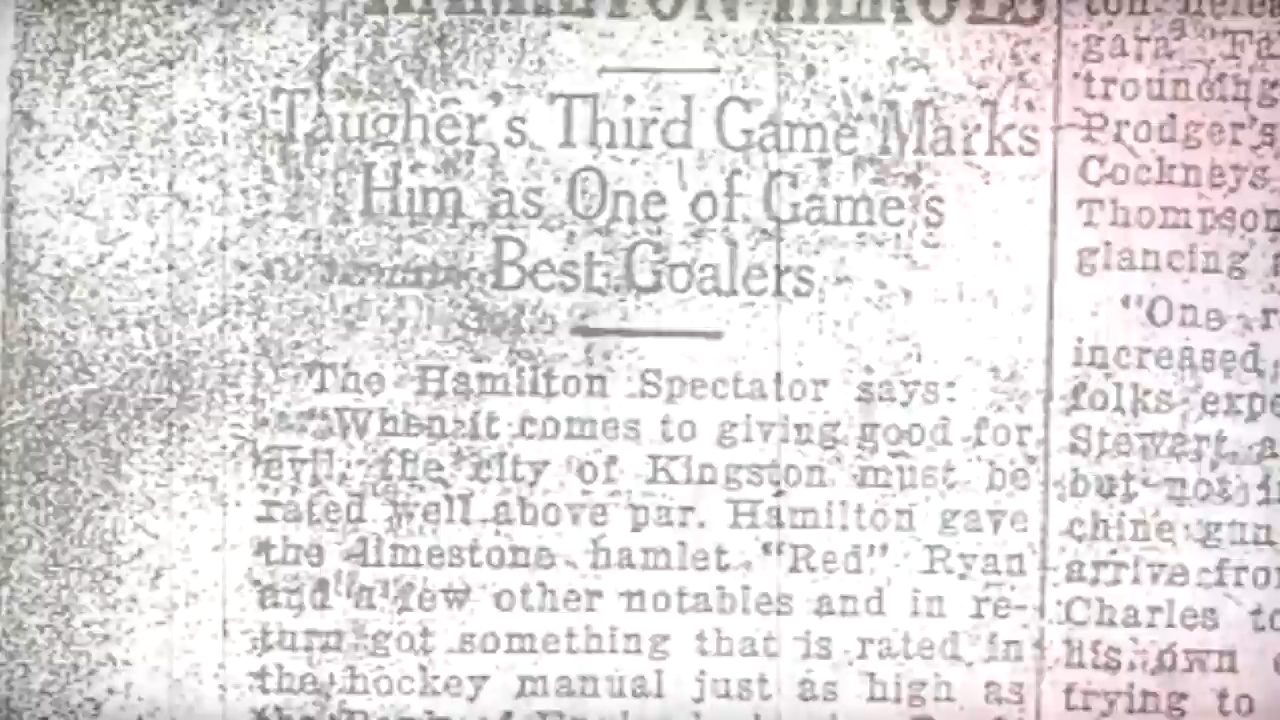 HAMILTON HEROES
Taugher's Third Game Marks
Him as One of Game's
Best Goalers
The Hamilton Spectator says:
"When it comes to giving good for
evil, the city of Kingston must be
rated well above par. Hamilton gave
the limestone hamlet "Red" Ryan
and a few other notables and in re-
turn got something that is rated in
the hockey manual just as high as
the Bank of
gara Fa
trouncing
Prodger's
Cockneys
Thompson
glancing
"One r
increased,
folks expe
Stewart a
but not i
chine gun
arrive fro
Charles to
his own
trying to